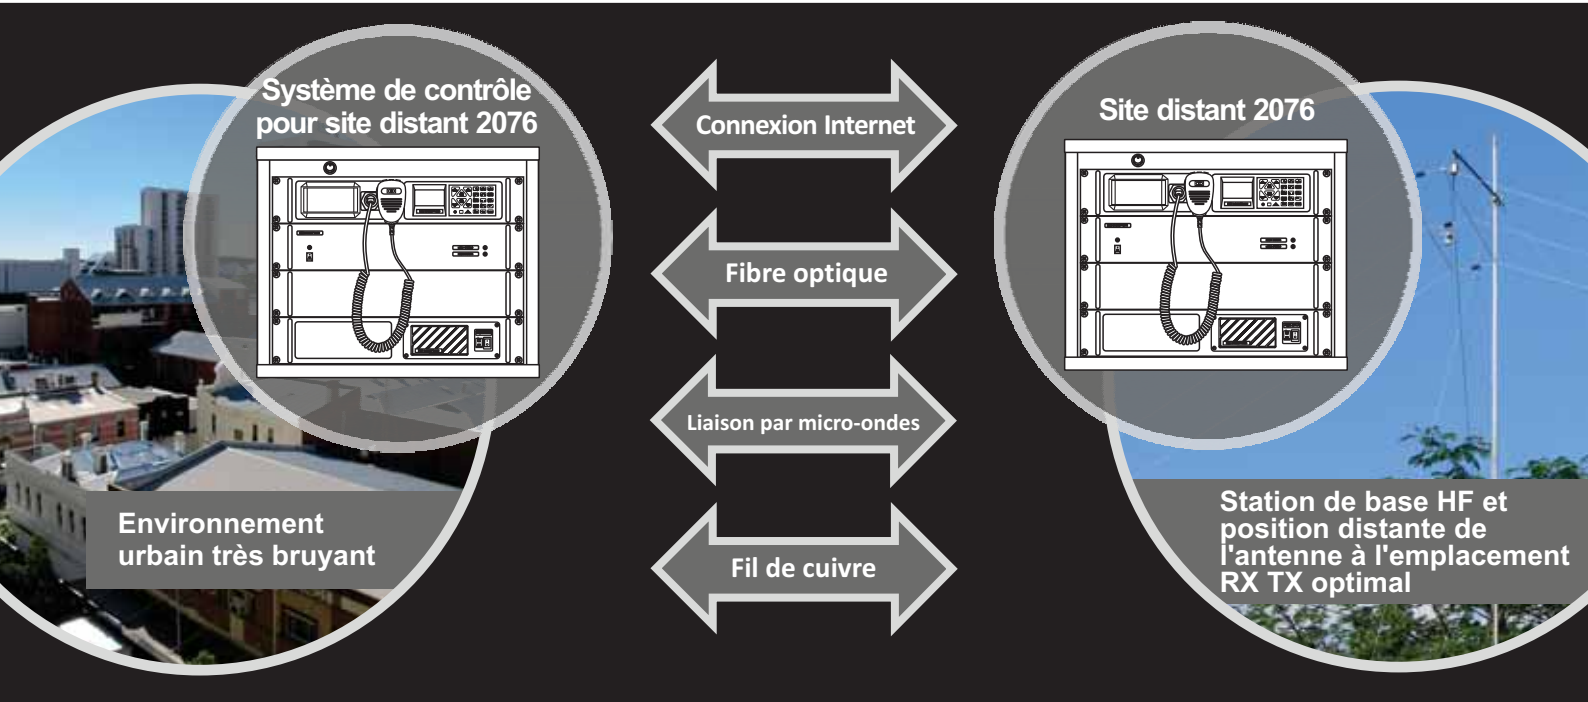 Système de contrôle
pour site distant 2076
Environnement
urbain très bruyant
Connexion Internet
Fibre optique
Liaison par micro-ondes
Fil de cuivre
Site distant 2076
Station de base HF et
position distante de
l'antenne à l'emplacement
RX TX optimal